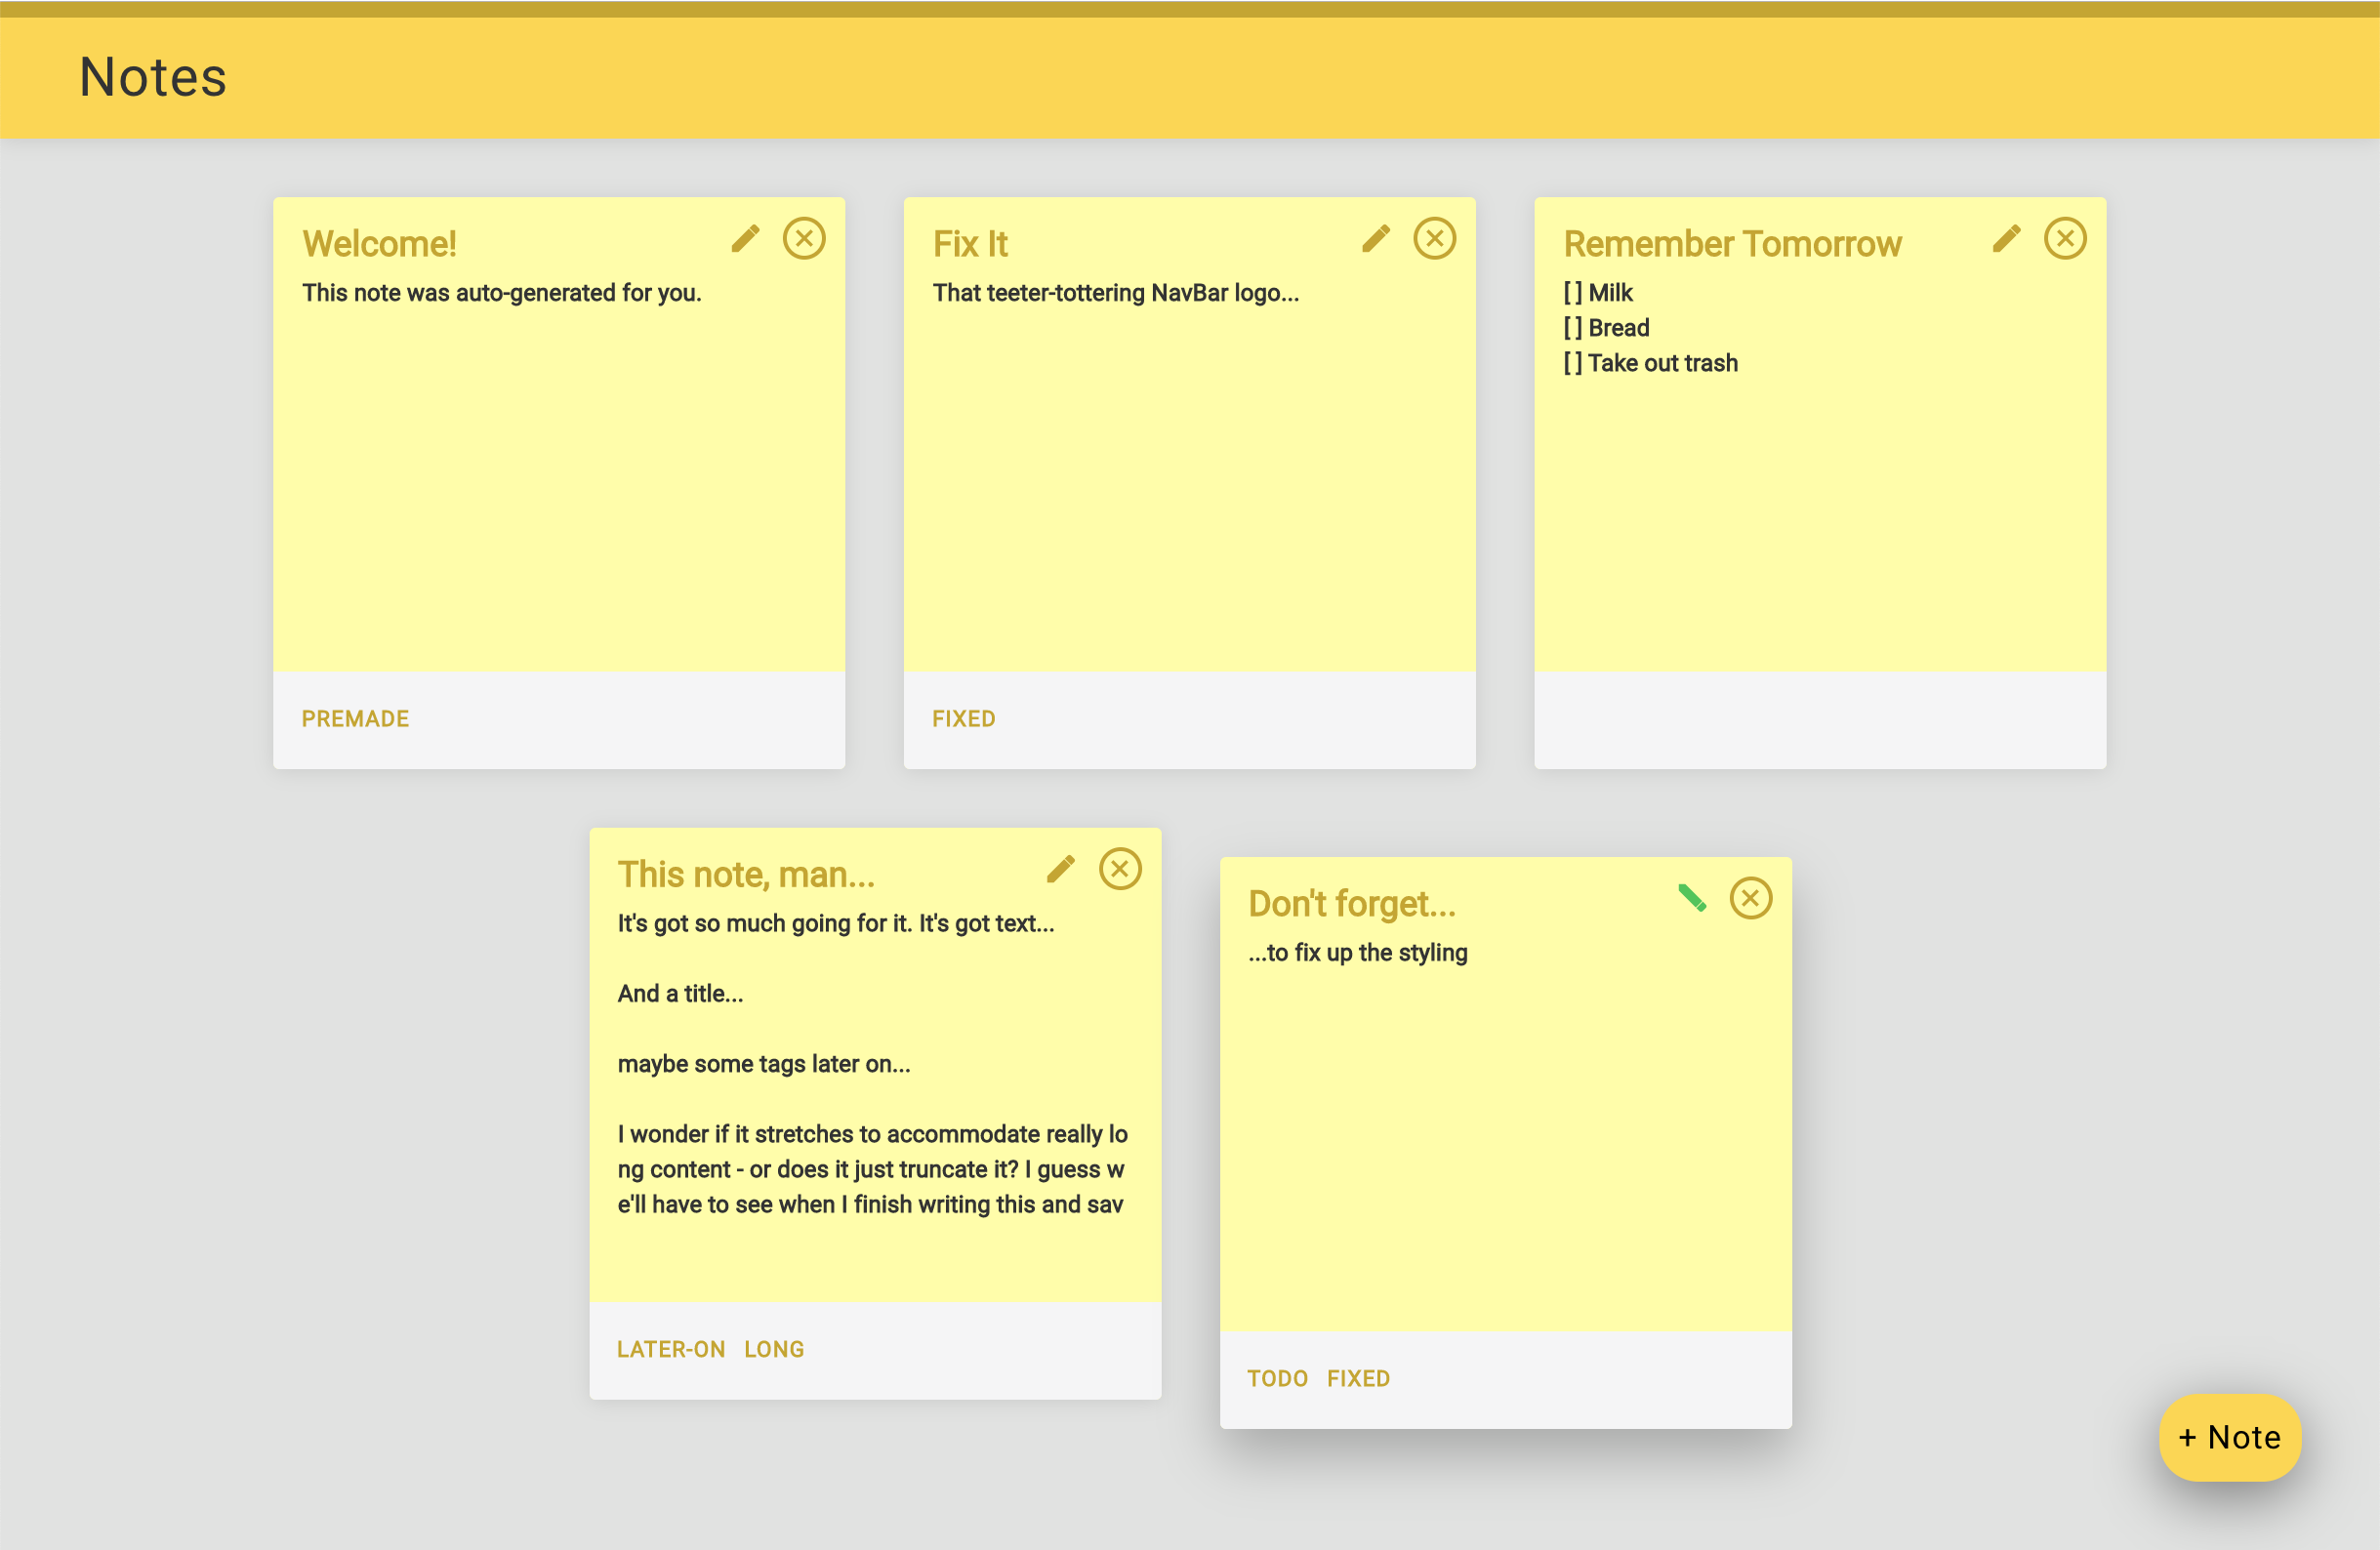 Notes
Welcome!
This note was auto-generated for you.
PREMADE
Fix It
That teeter-tottering NavBar logo...
FIXED
Remember Tomorrow
[ ] Milk
[ ] Bread
[ ] Take out trash
This note, man...
It's got so much going for it. It's got text...
And a title...
maybe some tags later on...
I wonder if it stretches to accommodate really lo
ng content - or does it just truncate it? I guess w
e'll have to see when I finish writing this and sav
LATER-ON LONG
Don't forget...
...to fix up the styling
TODO FIXED
+ Note